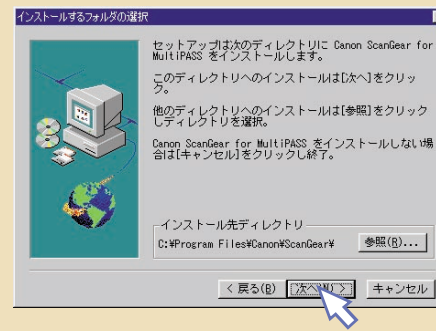 インストールするフォルダの選択
セットアップは次のディレクトリに Canon ScanGear for
MultiPASS をインストールします。
このディレクトリへのインストールは[次へ]をクリッ
ク。
他のディレクトリへのインストールは[参照]をクリック
しディレクトリを選択。
Canon ScanGear for MultiPASS をインストールしない場
合は[キャンセル]をクリックし終了。
インストール先ディレクトリ
C:¥Program Files¥Canon¥ScanGear¥
参照(R)...
< 戻る(B)
次へ(N) >
キャンセル